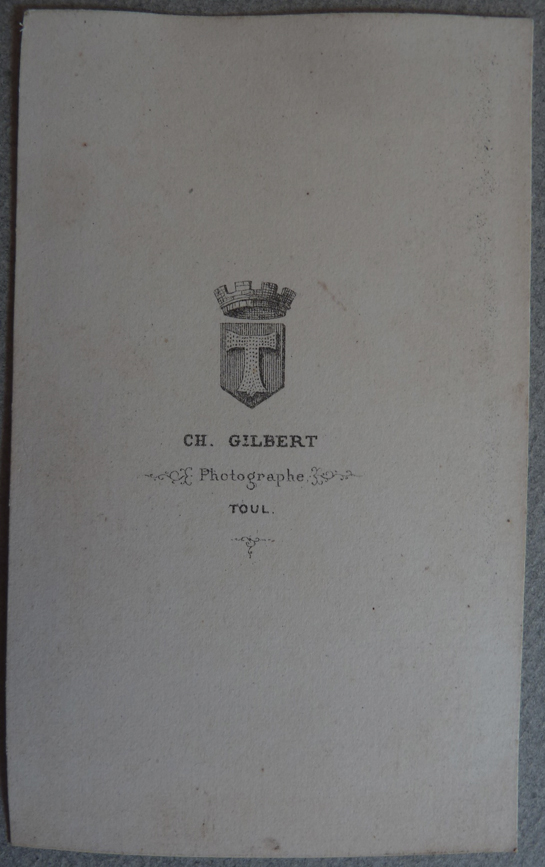 T
CH. GILBERT
Photographe
TOUL.